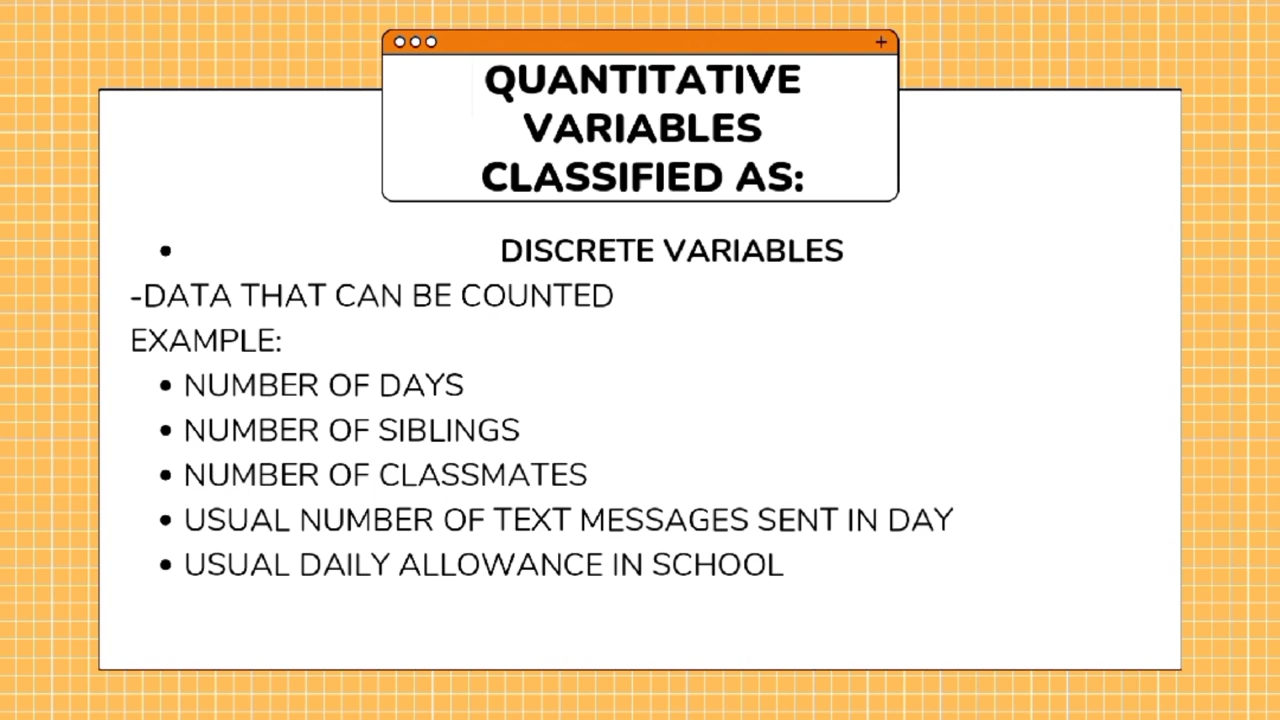 QUANTITATIVE
VARIABLES
CLASSIFIED AS:
• DISCRETE VARIABLES
-DATA THAT CAN BE COUNTED
EXAMPLE:
• NUMBER OF DAYS
• NUMBER OF SIBLINGS
• NUMBER OF CLASSMATES
• USUAL NUMBER OF TEXT MESSAGES SENT IN DAY
• USUAL DAILY ALLOWANCE IN SCHOOL